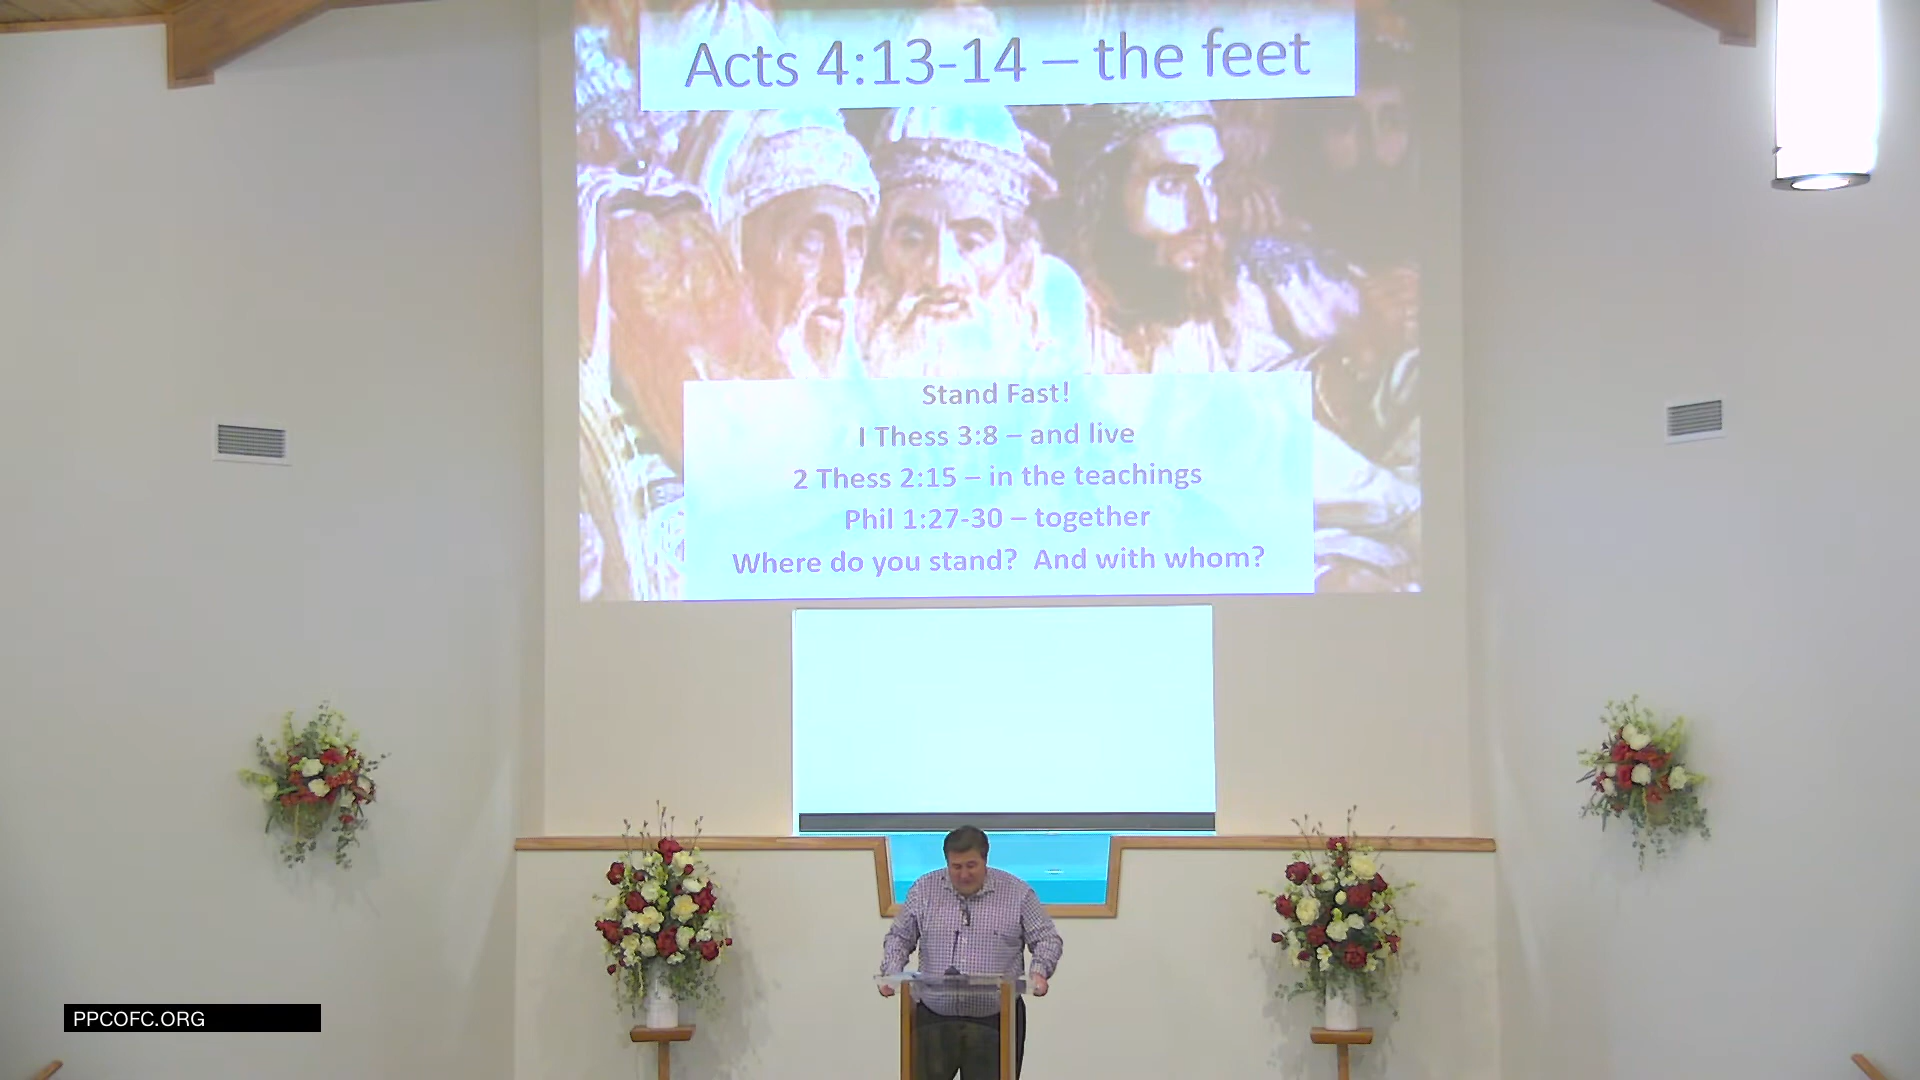 Acts 4:13-14 – the feet
Stand Fast!
I Thess 3:8 – and live
2 Thess 2:15 – in the teachings
Phil 1:27-30 – together
Where do you stand?  And with whom?
PPCOFC.ORG